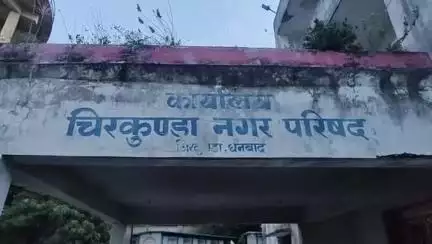 कार्यालय
चिरकुण्डा नगर परिषद
धनबाद